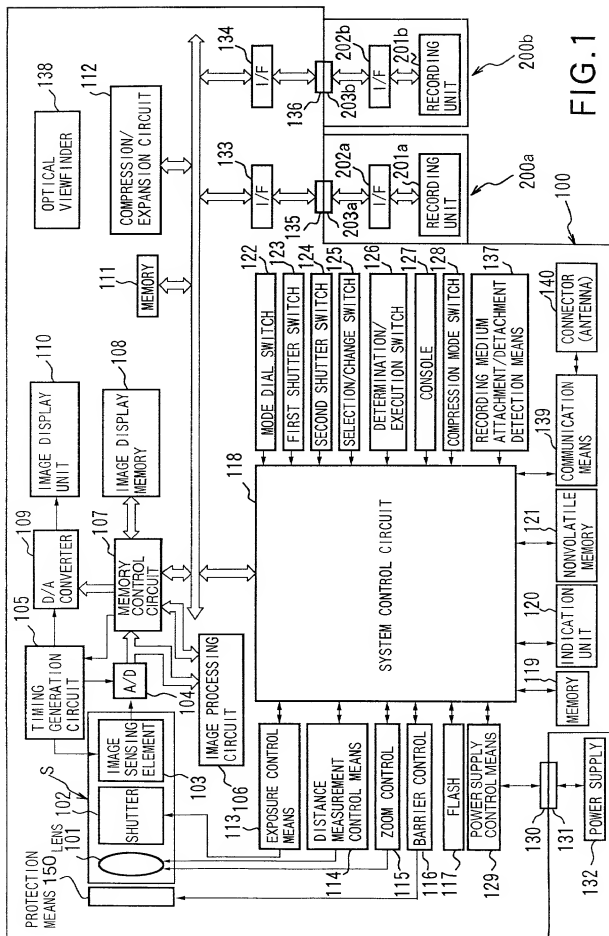 FIG.1
PROTECTION
MEANS 150
LENS
101
102
S
SHUTTER
IMAGE
SENSING
ELEMENT
103
105
TIMING
GENERATION
CIRCUIT
A/D
104
IMAGE PROCESSING
CIRCUIT
106
109
D/A
CONVERTER
107
MEMORY
CONTROL
CIRCUIT
110
IMAGE DISPLAY
UNIT
108
IMAGE DISPLAY
MEMORY
111
MEMORY
138
OPTICAL
VIEWFINDER
112
COMPRESSION/
EXPANSION CIRCUIT
133
I/F
135
203a
202a
I/F
201a
RECORDING
UNIT
200a
134
I/F
136
203b
202b
I/F
201b
RECORDING
UNIT
200b
100
EXPOSURE CONTROL
MEANS
113
DISTANCE
MEASUREMENT
CONTROL MEANS
114
ZOOM CONTROL
115
BARRIER CONTROL
116
FLASH
117
POWER SUPPLY
CONTROL MEANS
129
130
131
POWER SUPPLY
132
118
SYSTEM CONTROL CIRCUIT
MODE DIAL SWITCH
122
FIRST SHUTTER SWITCH
123
SECOND SHUTTER SWITCH
124
SELECTION/CHANGE SWITCH
125
DETERMINATION/
EXECUTION SWITCH
126
CONSOLE
127
COMPRESSION MODE SWITCH
128
RECORDING MEDIUM
ATTACHMENT/DETACHMENT
DETECTION MEANS
137
119
MEMORY
120
INDICATION
UNIT
121
NONVOLATILE
MEMORY
139
COMMUNICATION
MEANS
140
CONNECTOR
(ANTENNA)